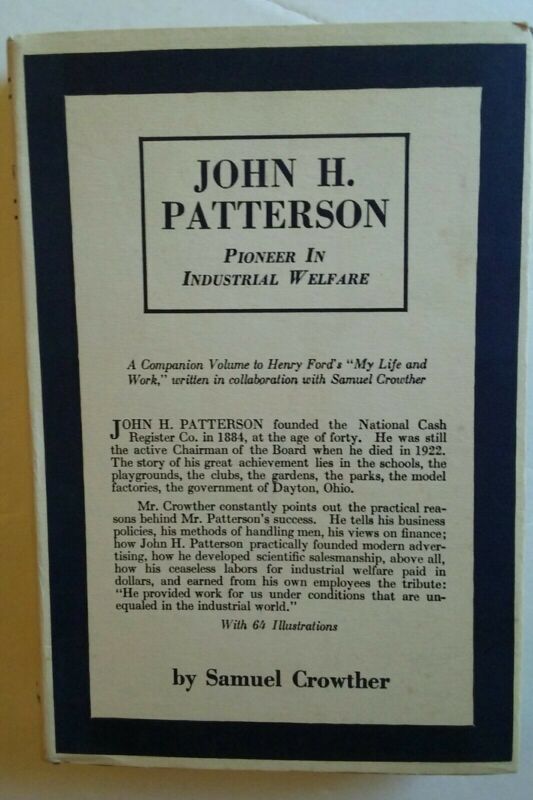 JOHN H.
PATTERSON
PIONEER IN
INDUSTRIAL WELFARE
A Companion Volume to Henry Ford's "My Life and
Work," written in collaboration with Samuel Crowther
JOHN H. PATTERSON founded the National Cash
Register Co. in 1884, at the age of forty. He was still
the active Chairman of the Board when he died in 1922.
The story of his great achievement lies in the schools, the
playgrounds, the clubs, the gardens, the parks, the model
factories, the government of Dayton, Ohio.
Mr. Crowther constantly points out the practical rea-
sons behind Mr. Patterson's success. He tells his business
policies, his methods of handling men, his views on finance;
how John H. Patterson practically founded modern adver-
tising, how he developed scientific salesmanship, above all,
how his ceaseless labors for industrial welfare paid in
dollars, and earned from his own employees the tribute:
"He provided work for us under conditions that are un-
equaled in the industrial world."
With 64 Illustrations
by Samuel Crowther